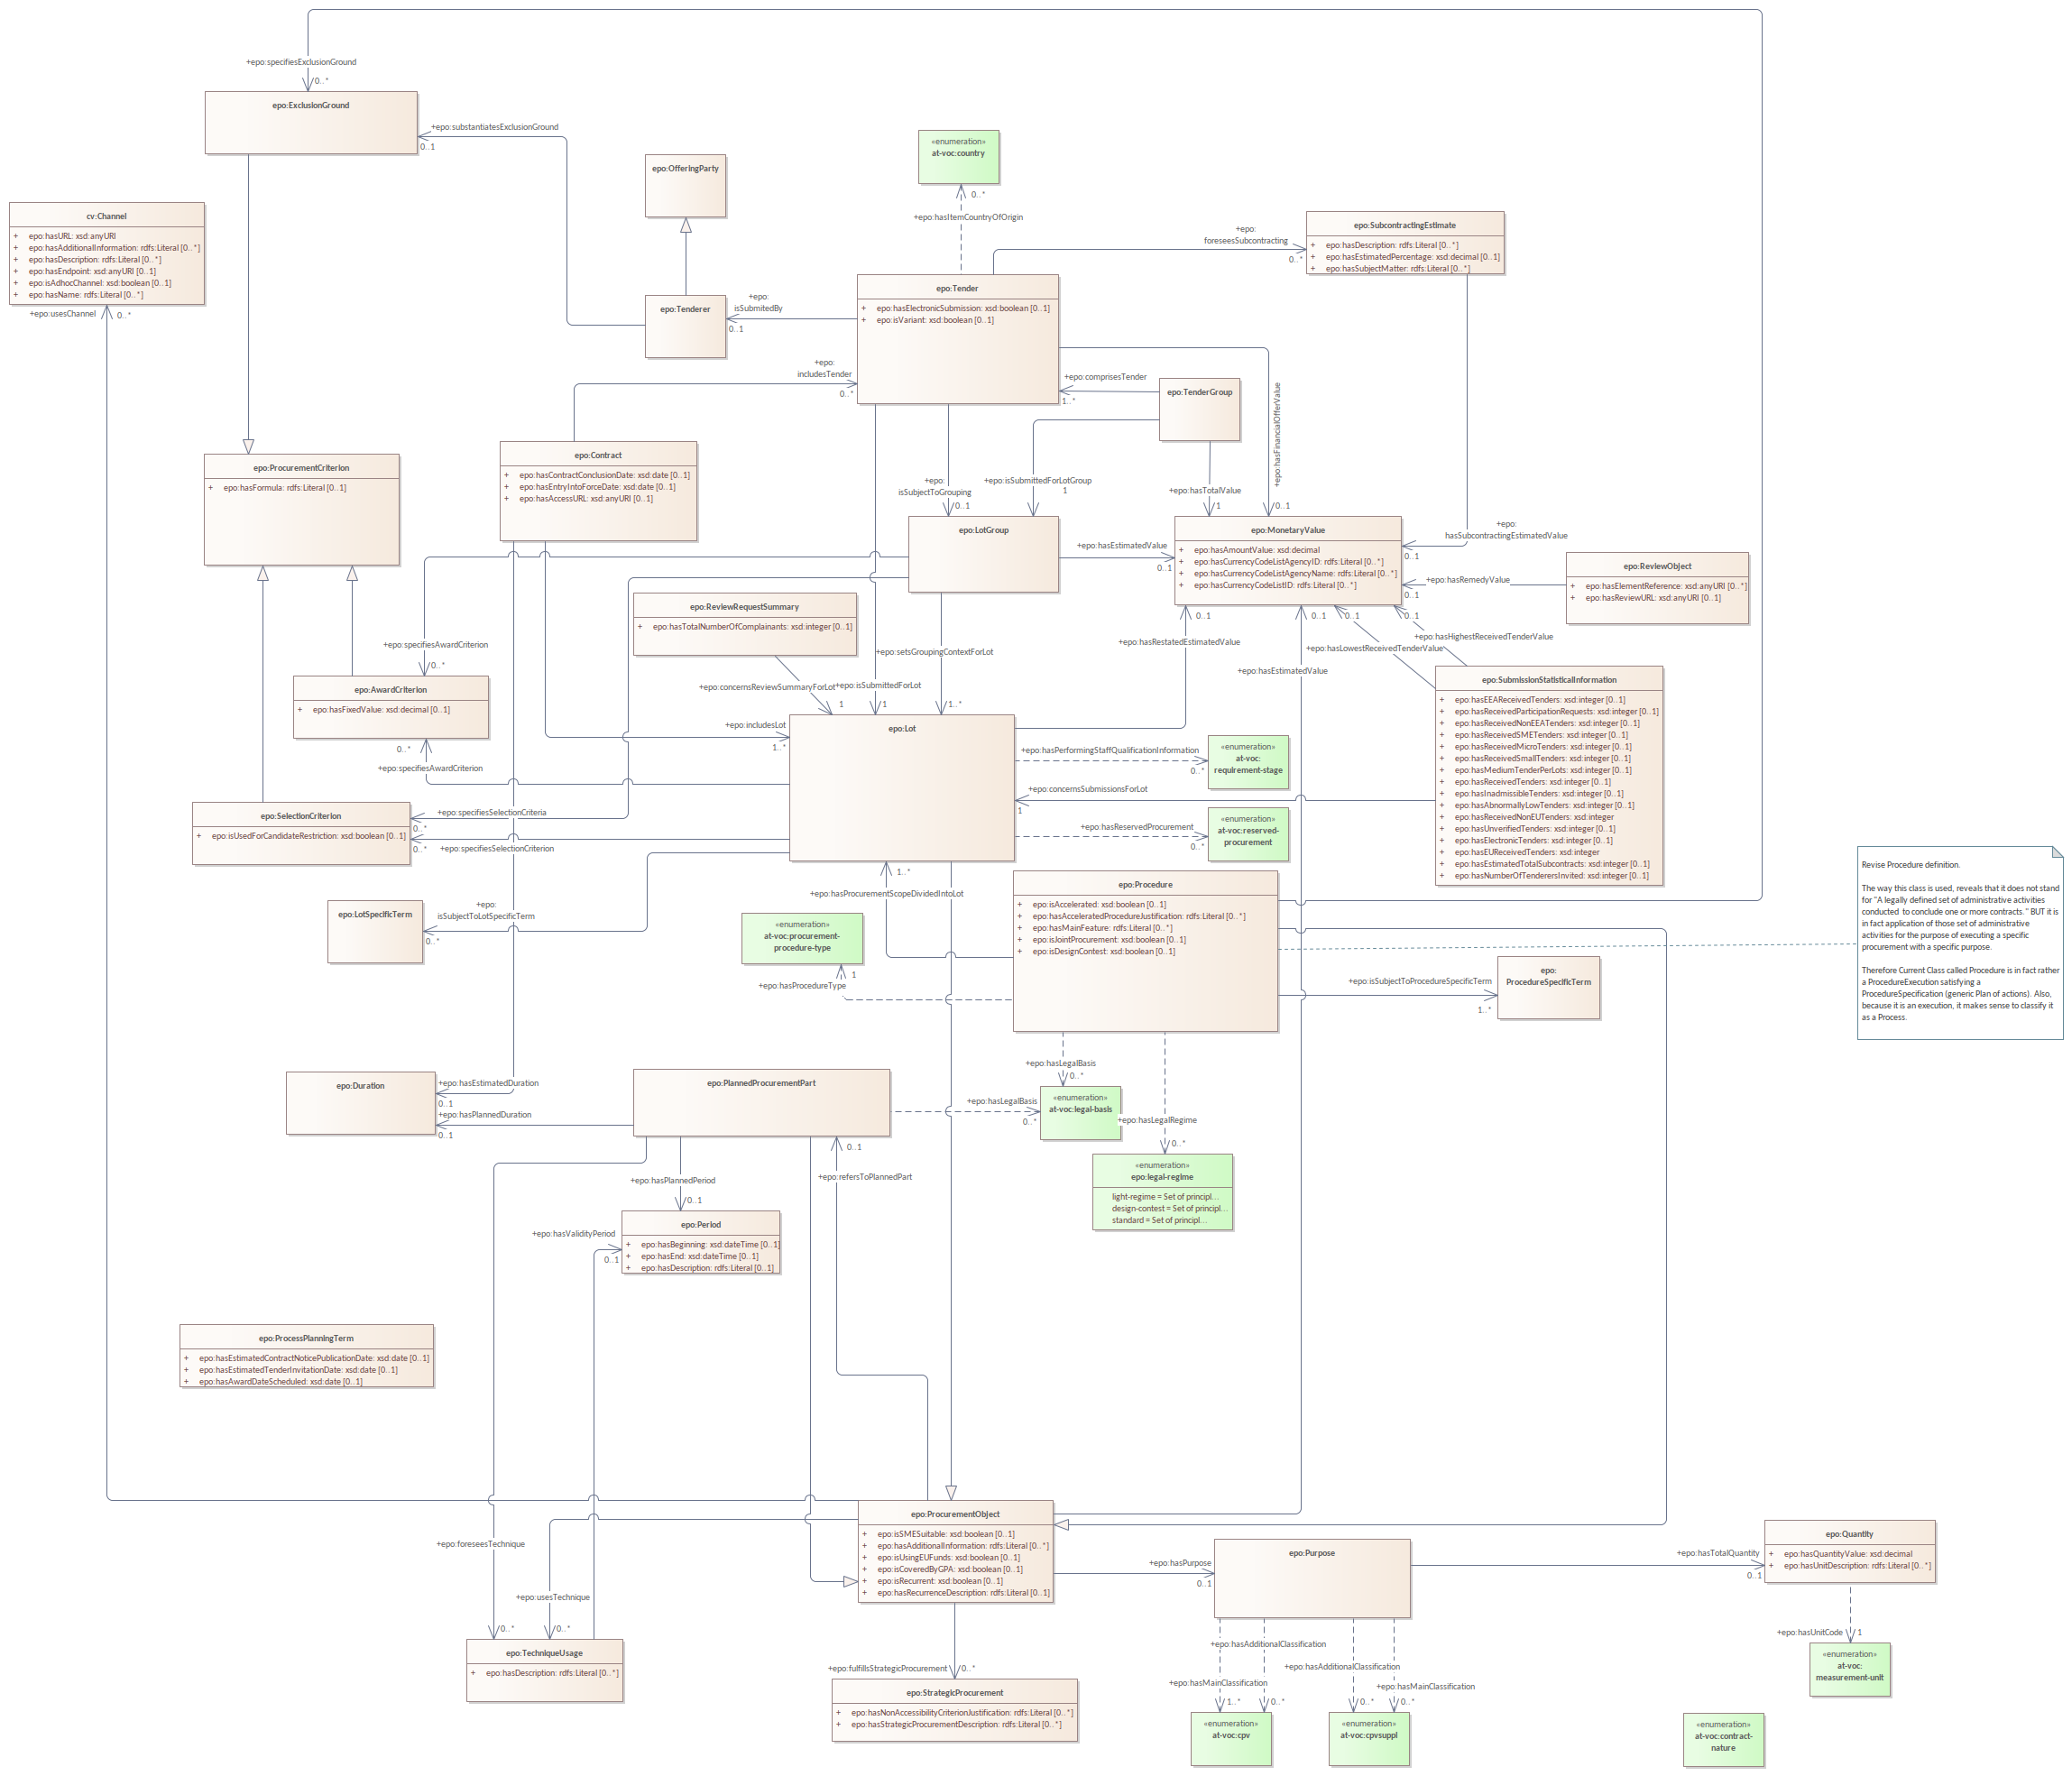 +epo:specifiesExclusionGround
0..*
epo:ExclusionGround
+epo:substantiatesExclusionGround
0..1
epo:OfferingParty
«enumeration»
at-voc:country
0..*
+epo:hasItemCountryOfOrigin
cv:Channel
+ epo:hasURL: xsd:anyURI
+ epo:hasAdditionalInformation: rdfs:Literal [0..*]
+ epo:hasDescription: rdfs:Literal [0..*]
+ epo:hasEndpoint: xsd:anyURI [0..1]
+ epo:isAdhocChannel: xsd:boolean [0..1]
+ epo:hasName: rdfs:Literal [0..*]
+epo:usesChannel
0..*
epo:SubcontractingEstimate
+ epo:hasDescription: rdfs:Literal [0..*]
+ epo:hasEstimatedPercentage: xsd:decimal [0..1]
+ epo:hasSubjectMatter: rdfs:Literal [0..*]
+epo:
foreseesSubcontracting
0..*
epo:Tender
+ epo:hasElectronicSubmission: xsd:boolean [0..1]
+ epo:isVariant: xsd:boolean [0..1]
epo:Tenderer
+epo:
isSubmitedBy
0..1
+epo:
includesTender
0..*
+epo:comprisesTender
1..*
epo:TenderGroup
+epo:hasFinancialOfferValue
0..1
epo:ProcurementCriterion
+ epo:hasFormula: rdfs:Literal [0..1]
epo:Contract
+ epo:hasContractConclusionDate: xsd:date [0..1]
+ epo:hasEntryIntoForceDate: xsd:date [0..1]
+ epo:hasAccessURL: xsd:anyURI [0..1]
+epo:
isSubjectToGrouping
0..1
+epo:isSubmittedForLotGroup
1
+epo:hasTotalValue
1
epo:LotGroup
+epo:hasEstimatedValue
0..1
epo:MonetaryValue
+ epo:hasAmountValue: xsd:decimal
+ epo:hasCurrencyCodeListAgencyID: rdfs:Literal [0..*]
+ epo:hasCurrencyCodeListAgencyName: rdfs:Literal [0..*]
+ epo:hasCurrencyCodeListID: rdfs:Literal [0..*]
+epo:
hasSubcontractingEstimatedValue
0..1
epo:ReviewObject
+ epo:hasElementReference: xsd:anyURI [0..*]
+ epo:hasReviewURL: xsd:anyURI [0..1]
+epo:hasRemedyValue
0..1
epo:ReviewRequestSummary
+ epo:hasTotalNumberOfComplainants: xsd:integer [0..1]
0..1
0..1
0..1
0..1
+epo:hasRestatedEstimatedValue
+epo:hasHighestReceivedTenderValue
+epo:hasLowestReceivedTenderValue
+epo:hasEstimatedValue
+epo:specifiesAwardCriterion
0..*
+epo:setsGroupingContextForLot
+epo:concernsReviewSummaryForLot
+epo:isSubmittedForLot
1
1
1..*
epo:AwardCriterion
+ epo:hasFixedValue: xsd:decimal [0..1]
0..*
+epo:specifiesAwardCriterion
+epo:includesLot
1..*
epo:Lot
epo:SubmissionStatisticalInformation
+ epo:hasEEAReceivedTenders: xsd:integer [0..1]
+ epo:hasReceivedParticipationRequests: xsd:integer [0..1]
+ epo:hasReceivedNonEEATenders: xsd:integer [0..1]
+ epo:hasReceivedSMETenders: xsd:integer [0..1]
+ epo:hasReceivedMicroTenders: xsd:integer [0..1]
+ epo:hasReceivedSmallTenders: xsd:integer [0..1]
+ epo:hasMediumTenderPerLots: xsd:integer [0..1]
+ epo:hasReceivedTenders: xsd:integer [0..1]
+ epo:hasInadmissibleTenders: xsd:integer [0..1]
+ epo:hasAbnormallyLowTenders: xsd:integer [0..1]
+ epo:hasReceivedNonEUTenders: xsd:integer
+ epo:hasUnverifiedTenders: xsd:integer [0..1]
+ epo:hasElectronicTenders: xsd:integer [0..1]
+ epo:hasEUReceivedTenders: xsd:integer
+ epo:hasEstimatedTotalSubcontracts: xsd:integer [0..1]
+ epo:hasNumberOfTenderersInvited: xsd:integer [0..1]
+epo:hasPerformingStaffQualificationInformation
0..*
«enumeration»
at-voc:
requirement-stage
+epo:concernsSubmissionsForLot
1
+epo:hasReservedProcurement
0..*
«enumeration»
at-voc:reserved-
procurement
epo:SelectionCriterion
+ epo:isUsedForCandidateRestriction: xsd:boolean [0..1]
+epo:specifiesSelectionCriteria
0..*
0..*
+epo:specifiesSelectionCriterion
epo:LotSpecificTerm
+epo:
isSubjectToLotSpecificTerm
0..*
1..*
+epo:hasProcurementScopeDividedIntoLot
«enumeration»
at-voc:procurement-
procedure-type
1
+epo:hasProcedureType
epo:Procedure
+ epo:isAccelerated: xsd:boolean [0..1]
+ epo:hasAcceleratedProcedureJustification: rdfs:Literal [0..*]
+ epo:hasMainFeature: rdfs:Literal [0..*]
+ epo:isJointProcurement: xsd:boolean [0..1]
+ epo:isDesignContest: xsd:boolean [0..1]
Revise Procedure definition.
The way this class is used, reveals that it does not stand
for "A legally defined set of administrative activities
conducted to conclude one or more contracts." BUT it is
in fact application of those set of administrative
activities for the purpose of executing a specific
procurement with a specific purpose.
Therefore Current Class called Procedure is in fact rather
a ProcedureExecution satisfying a
ProcedureSpecification (generic Plan of actions). Also,
because it is an execution, it makes sense to classify it
as a Process.
+epo:isSubjectToProcedureSpecificTerm
1..*
epo:
ProcedureSpecificTerm
+epo:hasLegalBasis
0..*
«enumeration»
at-voc:legal-basis
+epo:hasLegalBasis
0..*
+epo:hasLegalRegime
0..*
«enumeration»
epo:legal-regime
light-regime = Set of principl...
design-contest = Set of principl...
standard = Set of principl...
epo:Duration
+epo:hasEstimatedDuration
0..1
+epo:hasPlannedDuration
0..1
epo:PlannedProcurementPart
0..1
+epo:refersToPlannedPart
+epo:hasPlannedPeriod
0..1
+epo:hasValidityPeriod
0..1
epo:Period
+ epo:hasBeginning: xsd:dateTime [0..1]
+ epo:hasEnd: xsd:dateTime [0..1]
+ epo:hasDescription: rdfs:Literal [0..1]
epo:ProcessPlanningTerm
+ epo:hasEstimatedContractNoticePublicationDate: xsd:date [0..1]
+ epo:hasEstimatedTenderInvitationDate: xsd:date [0..1]
+ epo:hasAwardDateScheduled: xsd:date [0..1]
epo:ProcurementObject
+ epo:isSMESuitable: xsd:boolean [0..1]
+ epo:hasAdditionalInformation: rdfs:Literal [0..*]
+ epo:isUsingEUFunds: xsd:boolean [0..1]
+ epo:isCoveredByGPA: xsd:boolean [0..1]
+ epo:isRecurrent: xsd:boolean [0..1]
+ epo:hasRecurrenceDescription: rdfs:Literal [0..1]
+epo:foreseesTechnique
0..*
+epo:usesTechnique
0..*
epo:TechniqueUsage
+ epo:hasDescription: rdfs:Literal [0..*]
+epo:hasPurpose
0..1
epo:Purpose
+epo:hasTotalQuantity
0..1
epo:Quantity
+ epo:hasQuantityValue: xsd:decimal
+ epo:hasUnitDescription: rdfs:Literal [0..*]
+epo:hasUnitCode
1
«enumeration»
at-voc:
measurement-unit
+epo:fulfillsStrategicProcurement
0..*
epo:StrategicProcurement
+ epo:hasNonAccessibilityCriterionJustification: rdfs:Literal [0..*]
+ epo:hasStrategicProcurementDescription: rdfs:Literal [0..*]
+epo:hasAdditionalClassification
+epo:hasAdditionalClassification
+epo:hasMainClassification
+epo:hasMainClassification
1..*
0..*
0..*
0..*
«enumeration»
at-voc:cpv
«enumeration»
at-voc:cpvsuppl
«enumeration»
at-voc:contract-
nature